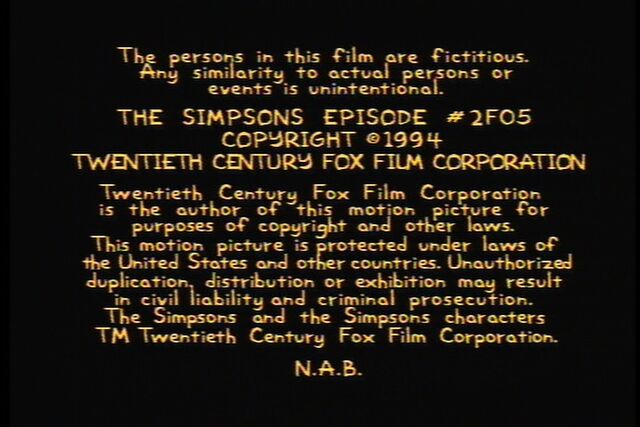 The persons in this film are fictitious.
Any similarity to actual persons or
events is unintentional.
THE SIMPSONS EPISODE #2F05
COPYRIGHT ©1994
TWENTIETH CENTURY FOX FILM CORPORATION
Twentieth Century Fox Film Corporation
is the author of this motion picture for
purposes of copyright and other laws.
This motion picture is protected under laws of
the United States and other countries. Unauthorized
duplication, distribution or exhibition may result
in civil liability and criminal prosecution.
The Simpsons and the Simpsons characters
TM Twentieth Century Fox Film Corporation.
N.A.B.